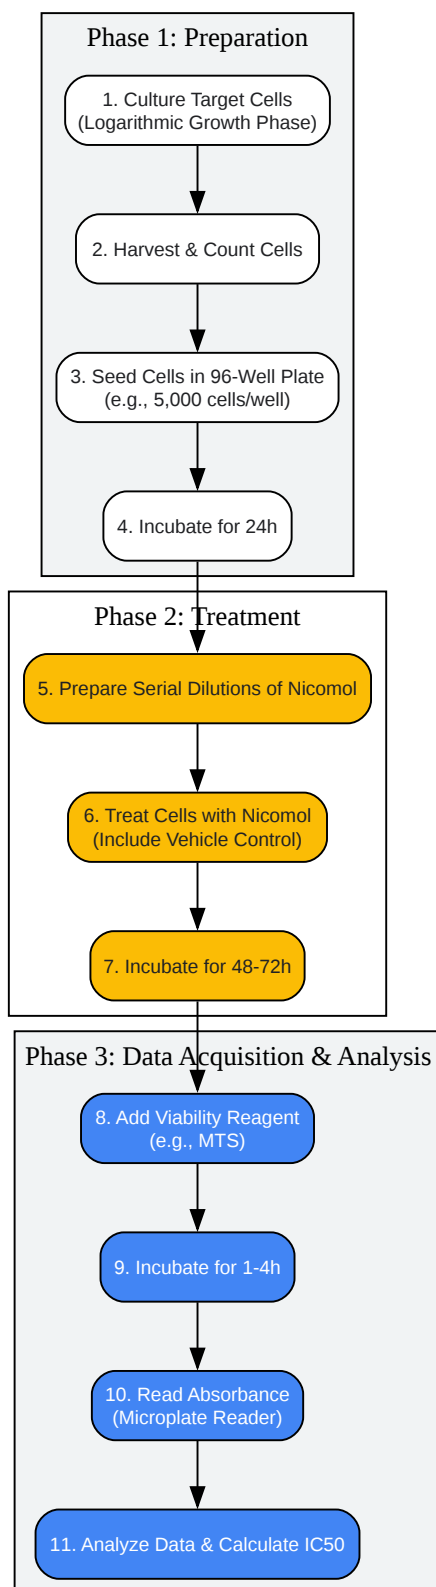 Phase 1: Preparation
1. Culture Target Cells
(Logarithmic Growth Phase)
2. Harvest & Count Cells
3. Seed Cells in 96-Well Plate
(e.g., 5,000 cells/well)
4. Incubate for 24h
Phase 2: Treatment
5. Prepare Serial Dilutions of Nicomol
6. Treat Cells with Nicomol
(Include Vehicle Control)
7. Incubate for 48-72h
Phase 3: Data Acquisition & Analysis
8. Add Viability Reagent
(e.g., MTS)
9. Incubate for 1-4h
10. Read Absorbance
(Microplate Reader)
11. Analyze Data & Calculate IC50